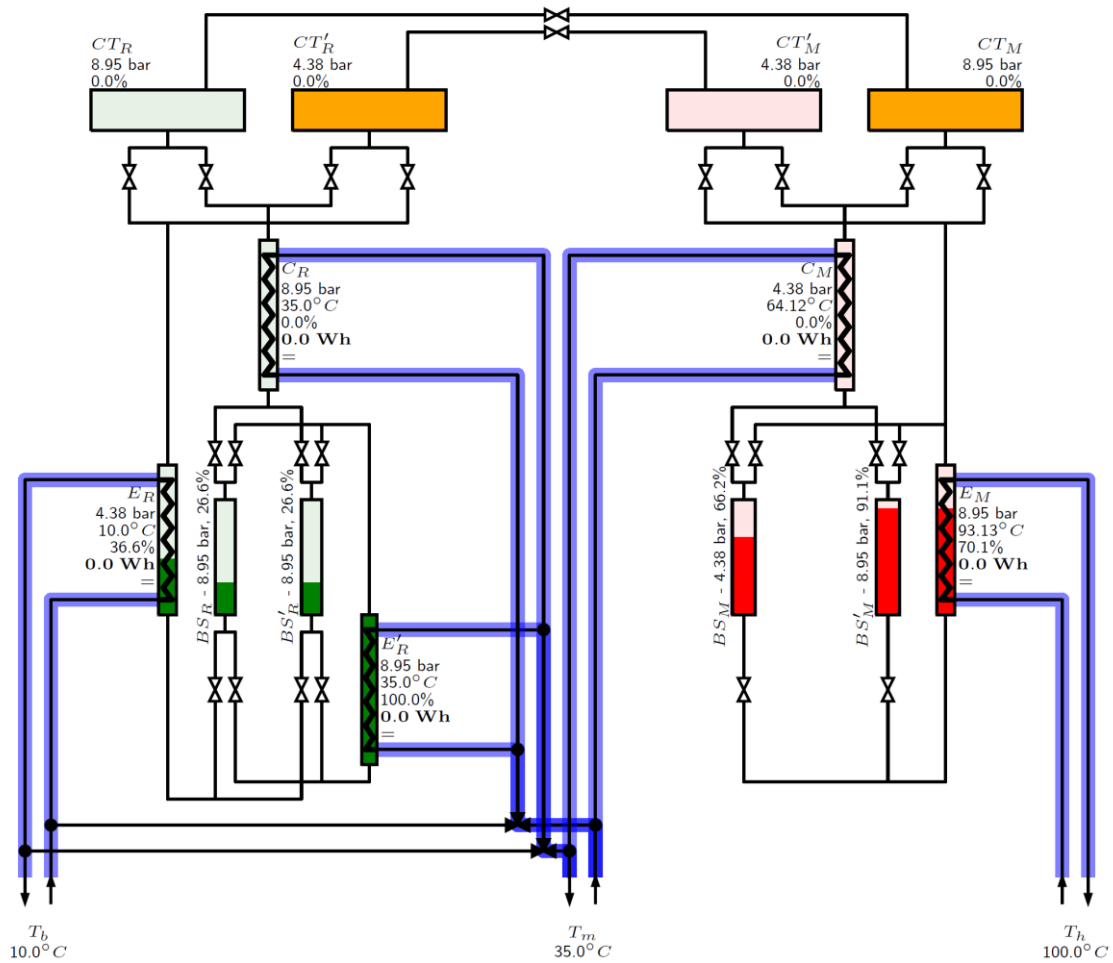 CT_R
8.95 bar
0.0%
CT'_R
4.38 bar
0.0%
CT'_M
4.38 bar
0.0%
CT_M
8.95 bar
0.0%
C_R
8.95 bar
35.0°C
0.0%
0.0 Wh
=
C_M
4.38 bar
64.12°C
0.0%
0.0 Wh
=
E_R
4.38 bar
10.0°C
36.6%
0.0 Wh
=
BS_R - 8.95 bar, 26.6%
BS'_R - 8.95 bar, 26.6%
E'_R
8.95 bar
35.0°C
100.0%
0.0 Wh
=
BS_M - 4.38 bar, 66.2%
BS'_M - 8.95 bar, 91.1%
E_M
8.95 bar
93.13°C
70.1%
0.0 Wh
=
T_b
10.0°C
T_m
35.0°C
T_h
100.0°C